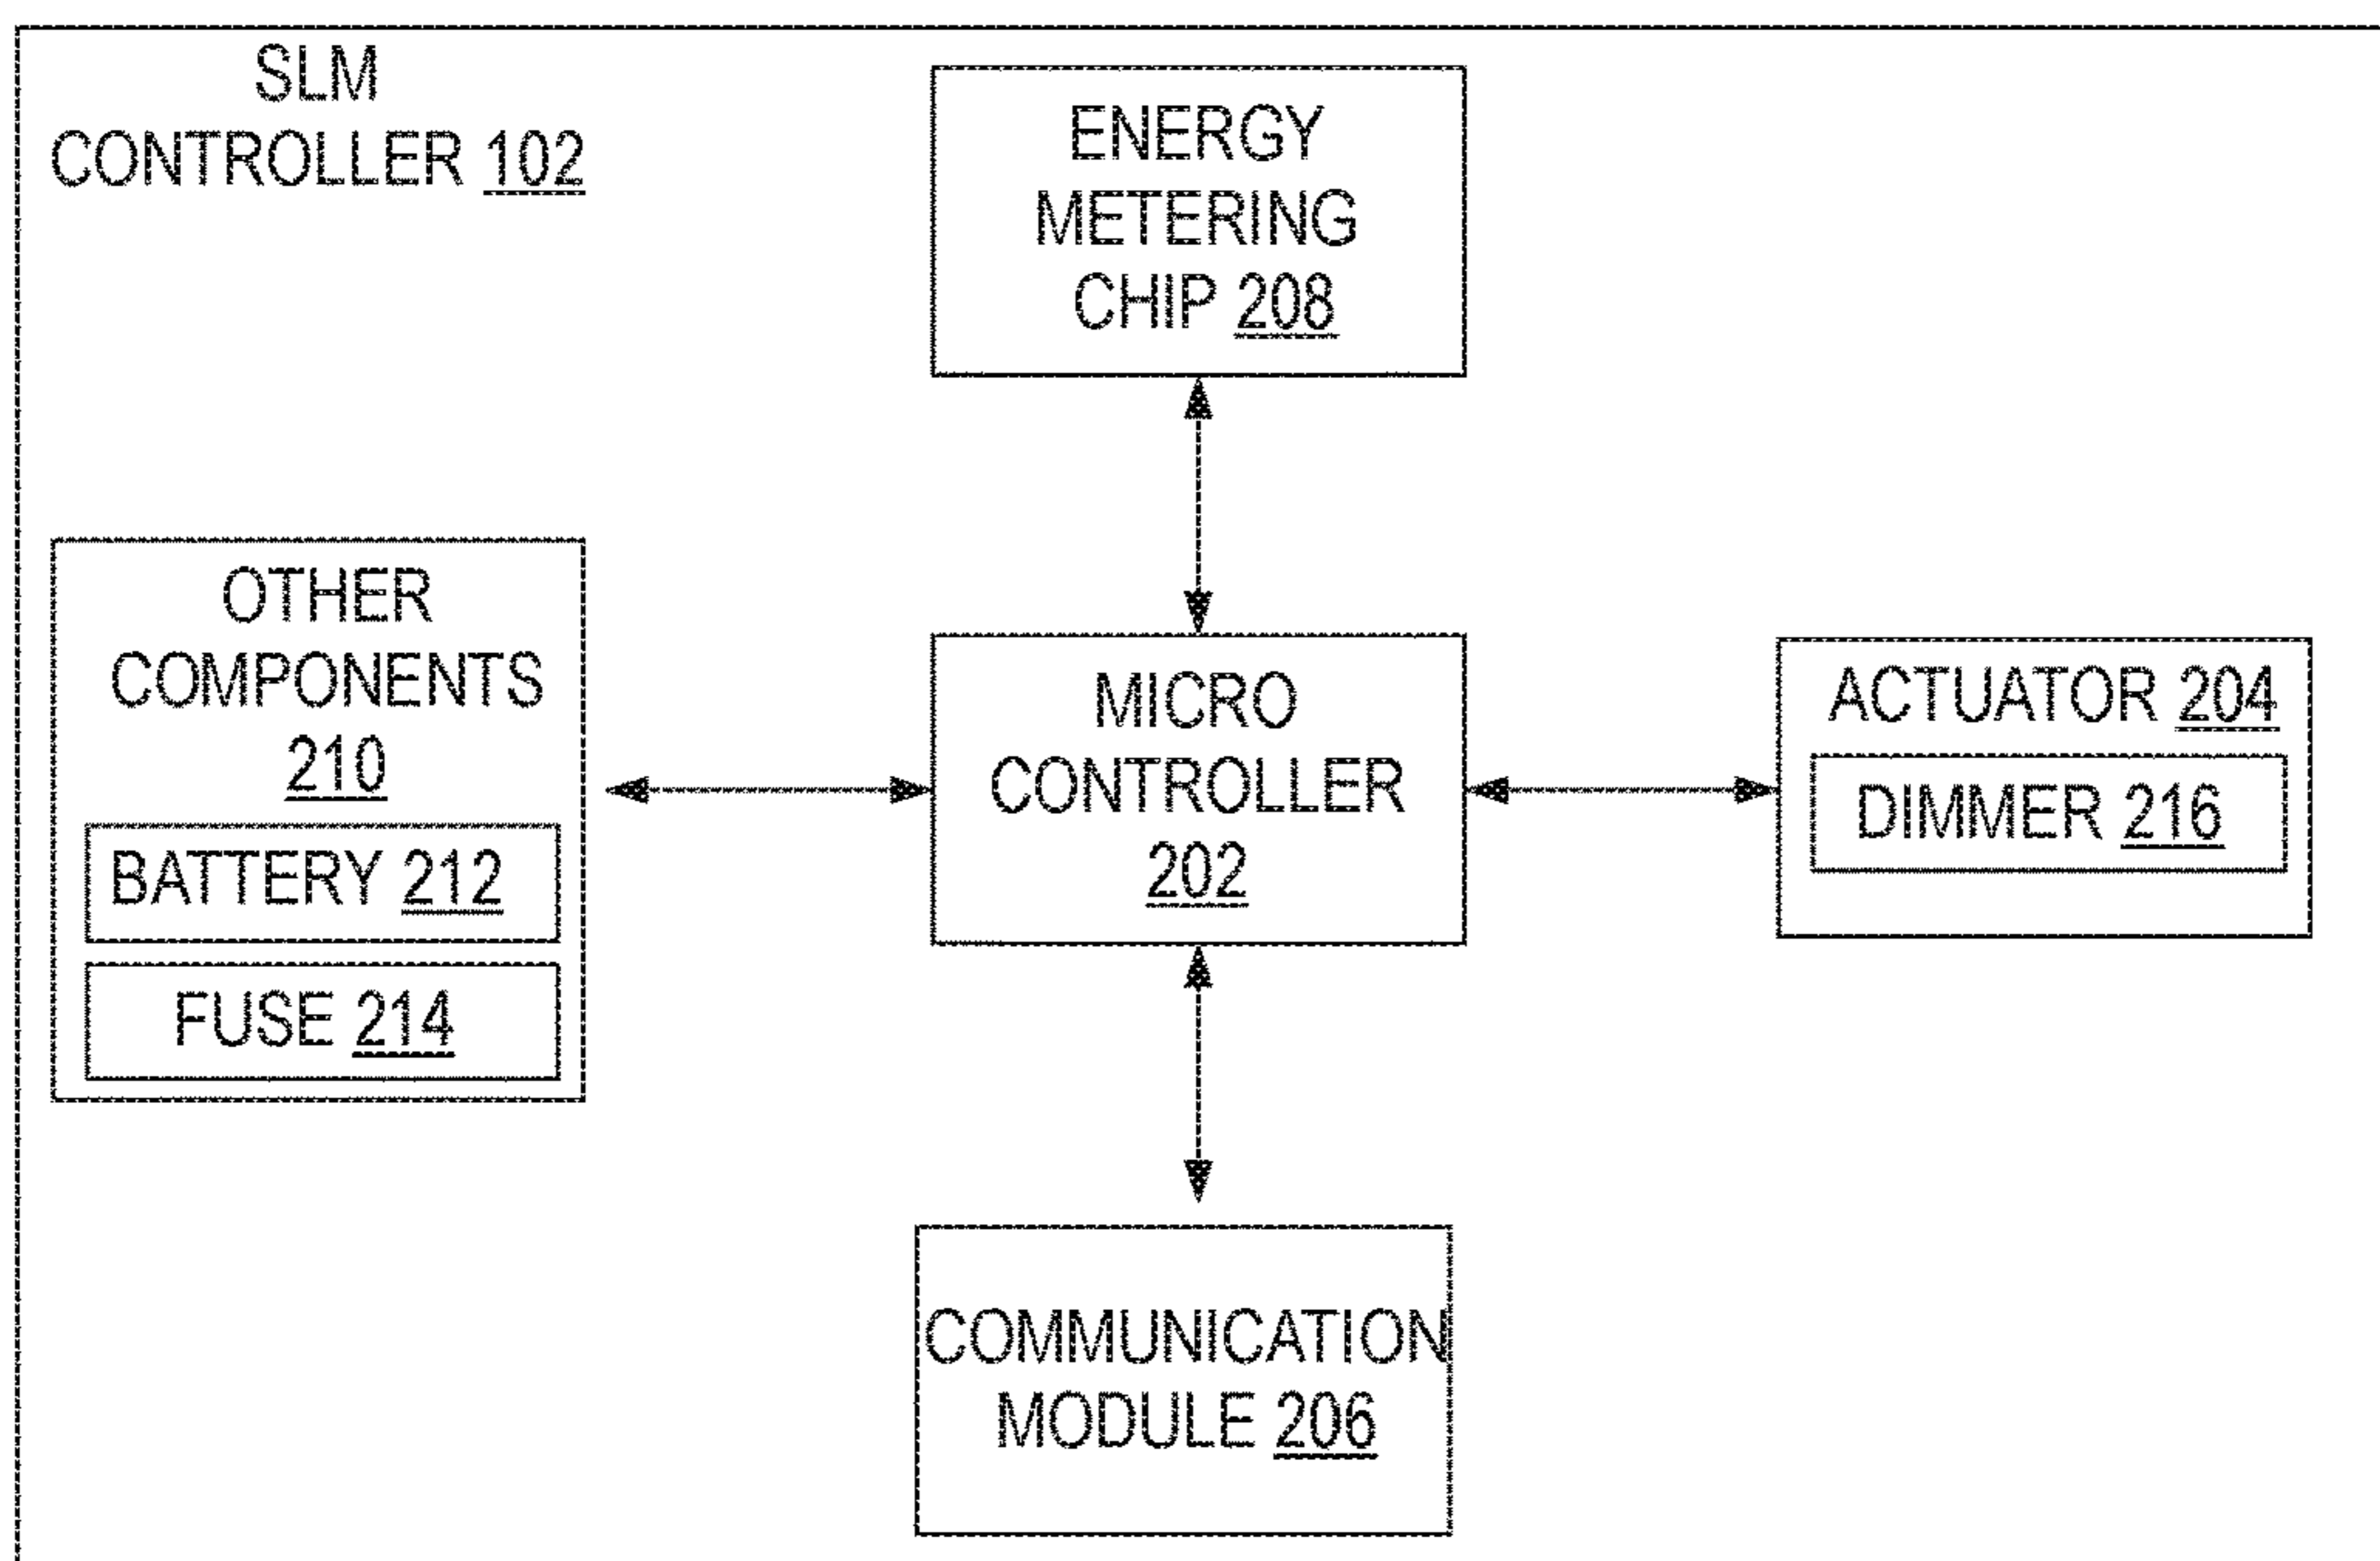 SLM
CONTROLLER 102
ENERGY
METERING
CHIP 208
OTHER
COMPONENTS
210
BATTERY 212
FUSE 214
MICRO
CONTROLLER
202
ACTUATOR 204
DIMMER 216
COMMUNICATION
MODULE 206